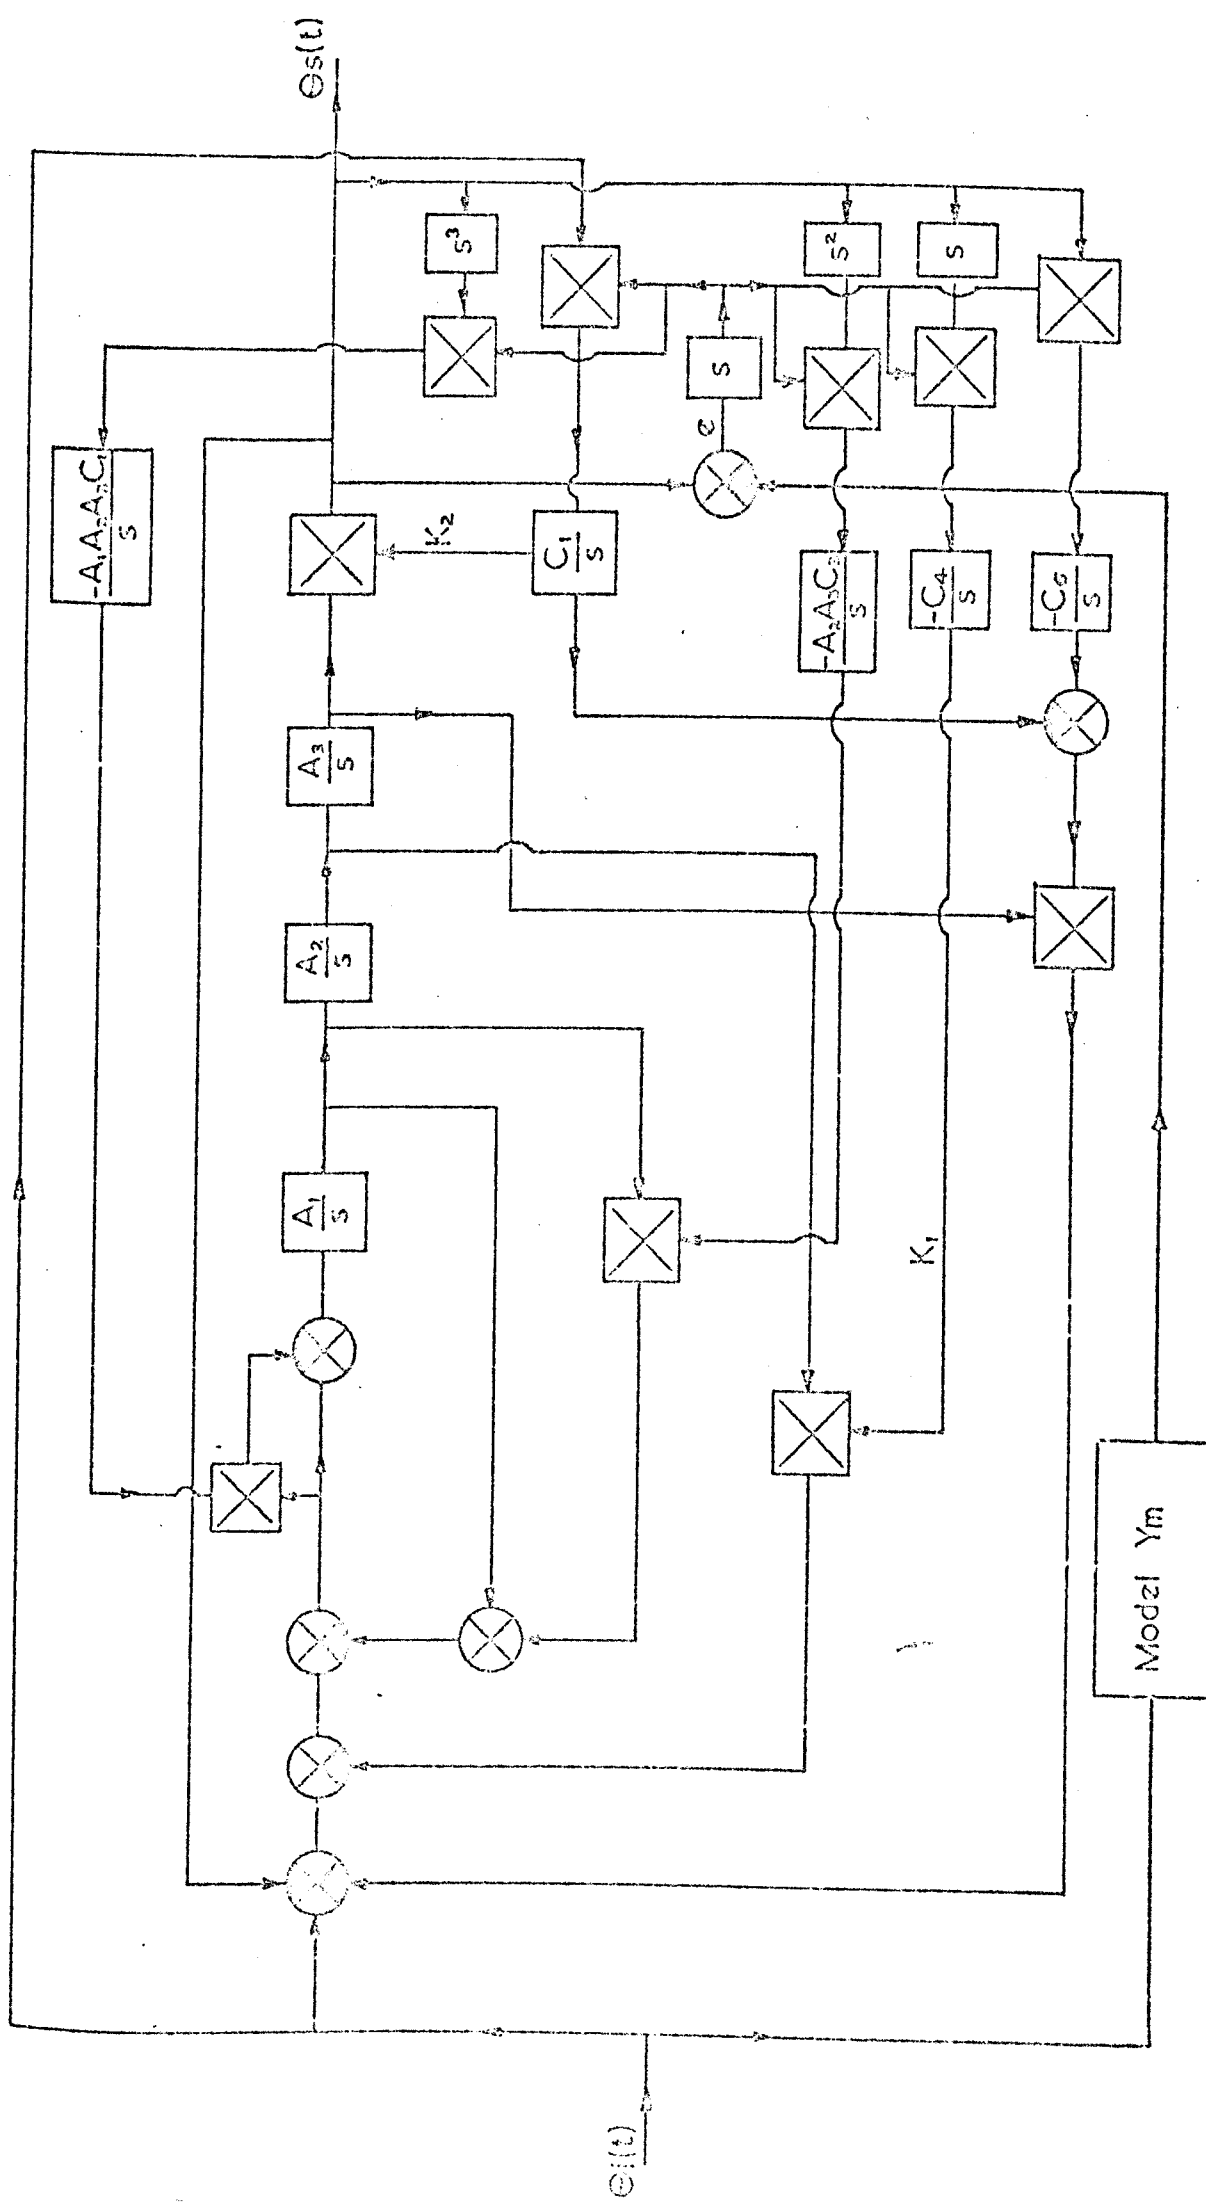 Θi(t)
Model Ym
A₁
s
A₂
s
A₃
s
K₁
K₂
C₁
s
-A₁A₂A₃C₁
s
-A₂A₃C₂
s
-C₄
s
-C₆
s
e
s
s³
s²
s
Θs(t)